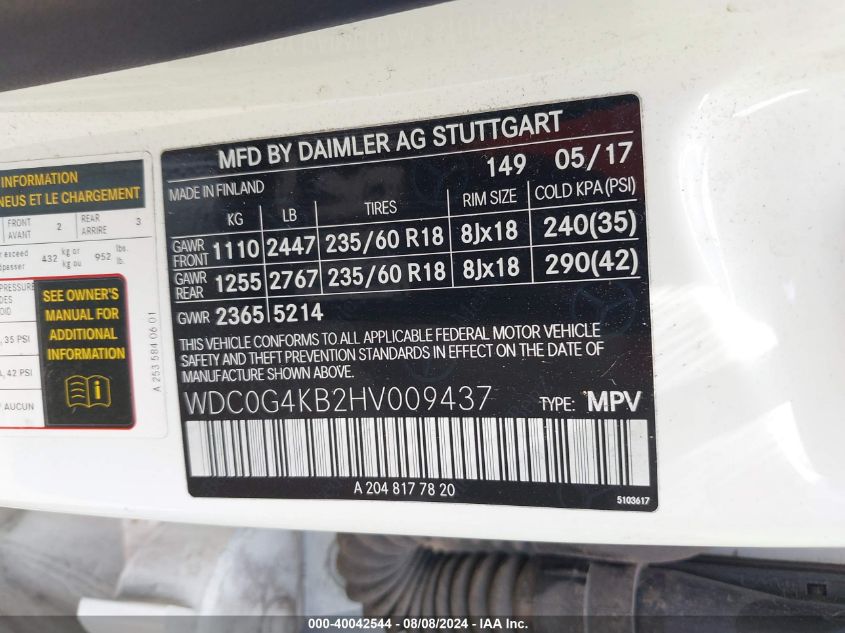 INFORMATION
NEUS ET LE CHARGEMENT
FRONT AVANT 2 REAR ARRIERE 3
exceed 432 kg or kg ou 952 lbs. lb.
35 PSI
42 PSI
AUCUN
SEE OWNER'S
MANUAL FOR
ADDITIONAL
INFORMATION
A 253 584 06 01
MFD BY DAIMLER AG STUTTGART
149 05/17
MADE IN FINLAND
KG LB TIRES RIM SIZE COLD KPA(PSI)
GAWR FRONT 1110 2447 235/60 R18 8Jx18 240(35)
GAWR REAR 1255 2767 235/60 R18 8Jx18 290(42)
GVWR 2365 5214
THIS VEHICLE CONFORMS TO ALL APPLICABLE FEDERAL MOTOR VEHICLE
SAFETY AND THEFT PREVENTION STANDARDS IN EFFECT ON THE DATE OF
MANUFACTURE SHOWN ABOVE.
WDC0G4KB2HV009437 TYPE: MPV
A 204 817 78 20
5103617
000-40042544 - 08/08/2024 - IAA Inc.